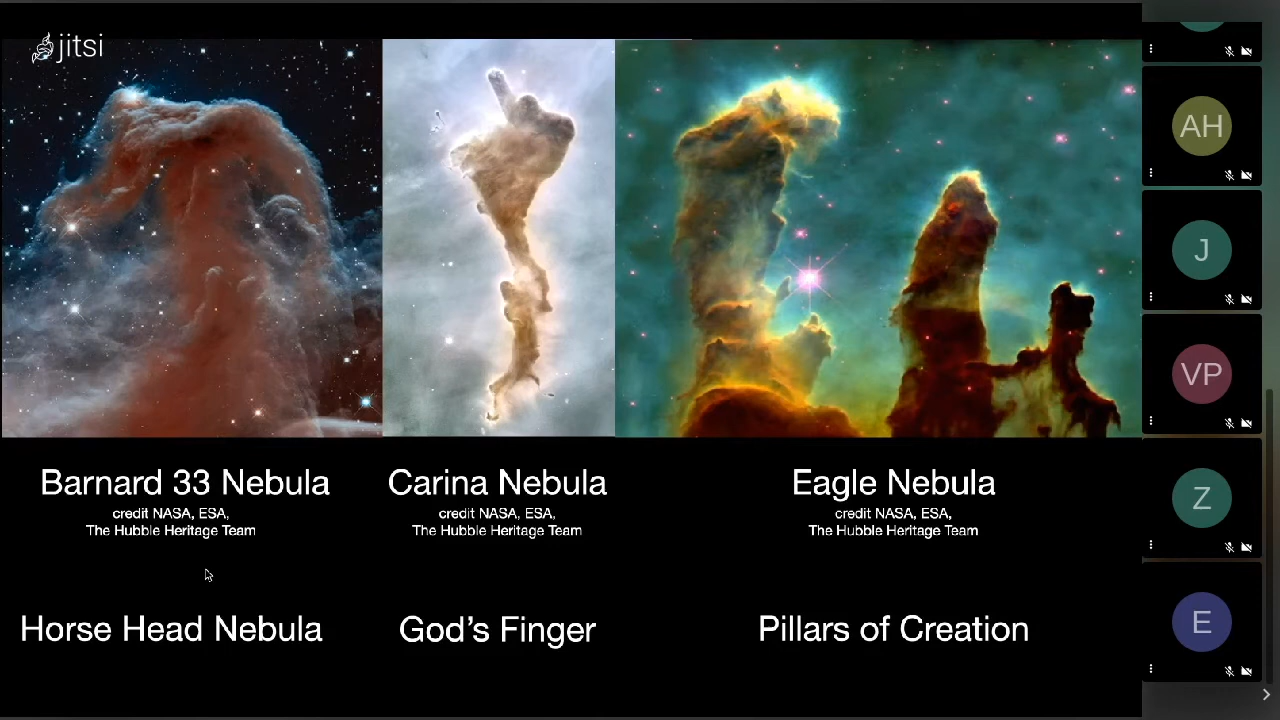 jitsi
Barnard 33 Nebula
credit NASA, ESA,
The Hubble Heritage Team
Horse Head Nebula
Carina Nebula
credit NASA, ESA,
The Hubble Heritage Team
God's Finger
Eagle Nebula
credit NASA, ESA,
The Hubble Heritage Team
Pillars of Creation
AH
J
VP
Z
E